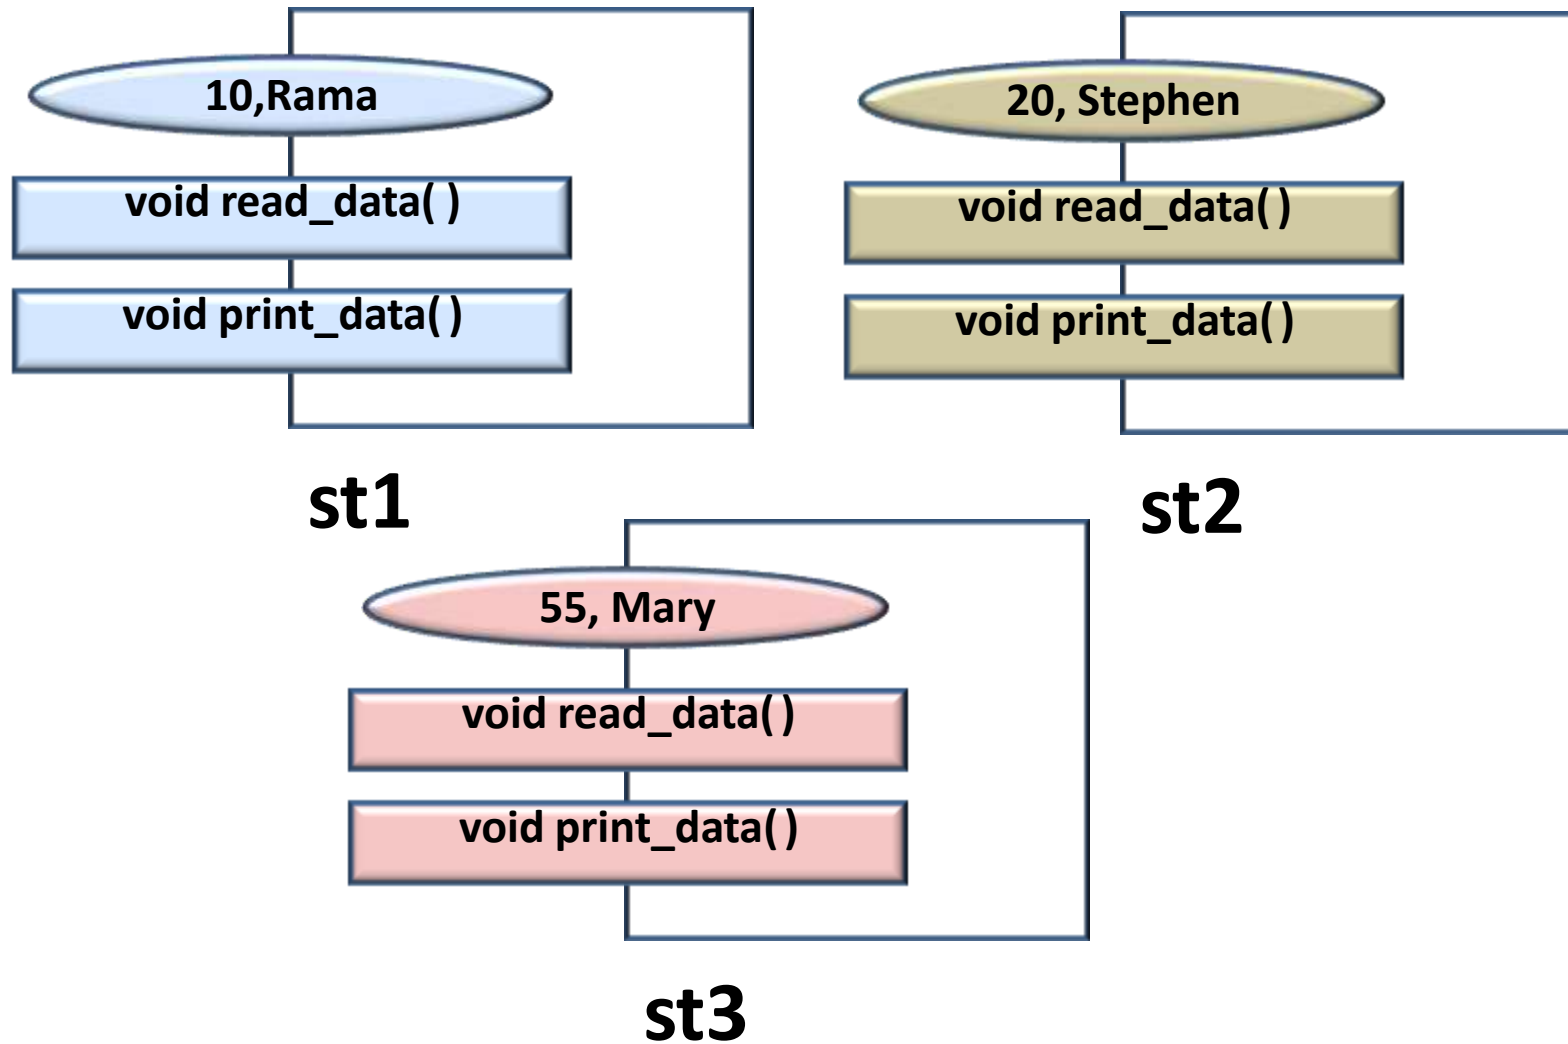 10,Rama
void read_data( )
void print_data( )
st1
20, Stephen
void read_data( )
void print_data( )
st2
55, Mary
void read_data( )
void print_data( )
st3